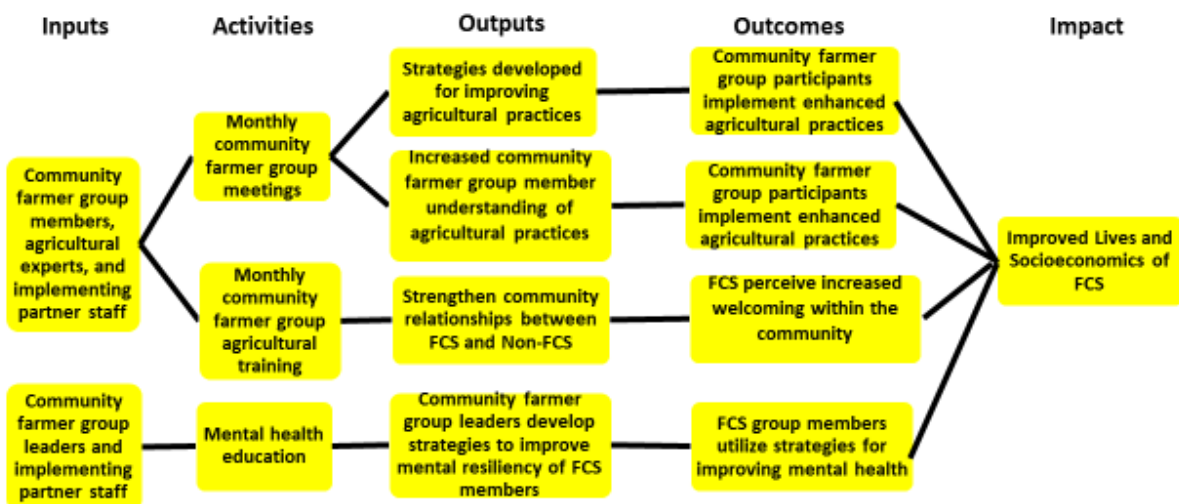 Inputs
Activities
Outputs
Outcomes
Impact
Community
farmer group
members,
agricultural
experts, and
implementing
partner staff
Community
farmer group
leaders and
implementing
partner staff
Monthly
community
farmer group
meetings
Monthly
community
farmer group
agricultural
training
Mental health
education
Strategies developed
for improving
agricultural practices
Increased community
farmer group member
understanding of
agricultural practices
Strengthen community
relationships between
FCS and Non-FCS
Community farmer
group leaders develop
strategies to improve
mental resiliency of FCS
members
Community farmer
group participants
implement enhanced
agricultural practices
Community farmer
group participants
implement enhanced
agricultural practices
FCS perceive increased
welcoming within the
community
FCS group members
utilize strategies for
improving mental health
Improved Lives and
Socioeconomics of
FCS